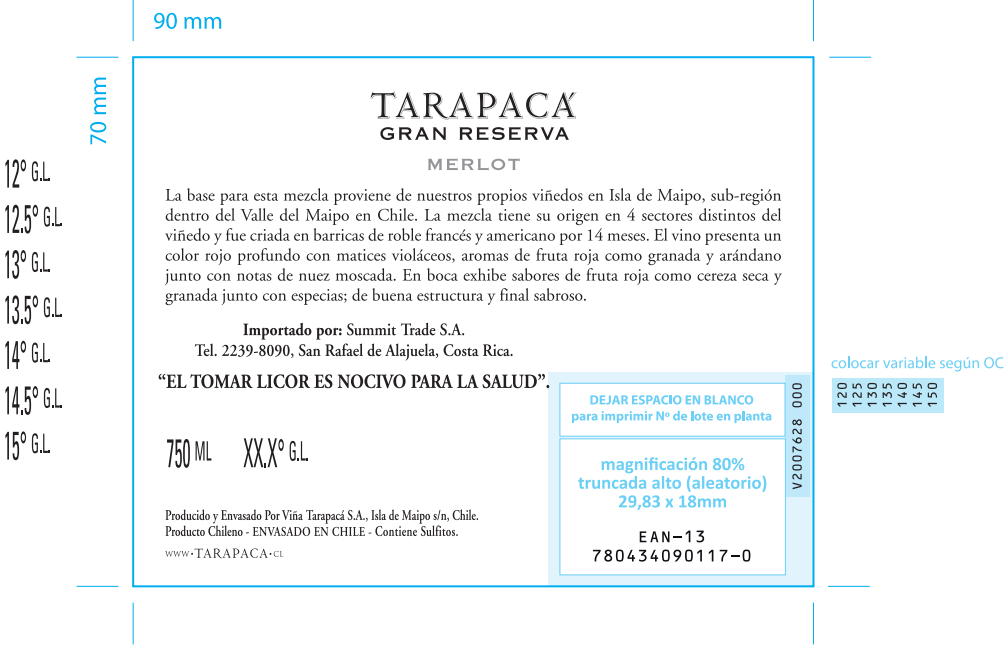 90 mm
70 mm
12° G.L.
12.5° G.L.
13° G.L.
13.5° G.L.
14° G.L.
14.5° G.L.
15° G.L.
TARAPACÁ
GRAN RESERVA
MERLOT
La base para esta mezcla proviene de nuestros propios viñedos en Isla de Maipo, sub-región
dentro del Valle del Maipo en Chile. La mezcla tiene su origen en 4 sectores distintos del
viñedo y fue criada en barricas de roble francés y americano por 14 meses. El vino presenta un
color rojo profundo con matices violáceos, aromas de fruta roja como granada y arándano
junto con notas de nuez moscada. En boca exhibe sabores de fruta roja como cereza seca y
granada junto con especias; de buena estructura y final sabroso.
Importado por: Summit Trade S.A.
Tel. 2239-8090, San Rafael de Alajuela, Costa Rica.
“EL TOMAR LICOR ES NOCIVO PARA LA SALUD”.
750 ML XX.X° G.L.
Producido y Envasado Por Viña Tarapacá S.A., Isla de Maipo s/n, Chile.
Producto Chileno - ENVASADO EN CHILE - Contiene Sulfitos.
WWW·TARAPACA·CL
DEJAR ESPACIO EN BLANCO
para imprimir Nº de lote en planta
magnificación 80%
truncada alto (aleatorio)
29,83 x 18mm
EAN-13
780434090117-0
V2007628 000
colocar variable según OC
120
125
130
135
140
145
150